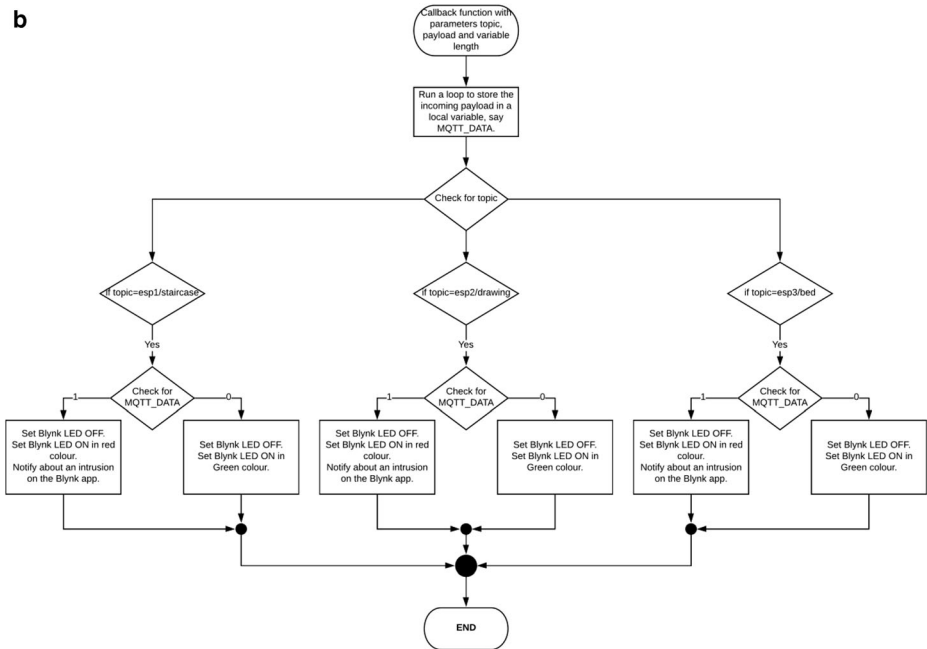 b
Callback function with
parameters topic,
payload and variable
length
Run a loop to store the
incoming payload in a
local variable, say
MQTT_DATA.
Check for topic
if topic=esp1/staircase
if topic=esp2/drawing
if topic=esp3/bed
Yes
Yes
Yes
Check for
MQTT_DATA
1
0
Check for
MQTT_DATA
1
0
Check for
MQTT_DATA
1
0
Set Blynk LED OFF.
Set Blynk LED ON in red
colour.
Notify about an intrusion
on the Blynk app.
Set Blynk LED OFF.
Set Blynk LED ON in
Green colour.
Set Blynk LED OFF.
Set Blynk LED ON in red
colour.
Notify about an intrusion
on the Blynk app.
Set Blynk LED OFF.
Set Blynk LED ON in
Green colour.
Set Blynk LED OFF.
Set Blynk LED ON in red
colour.
Notify about an intrusion
on the Blynk app.
Set Blynk LED OFF.
Set Blynk LED ON in
Green colour.
END